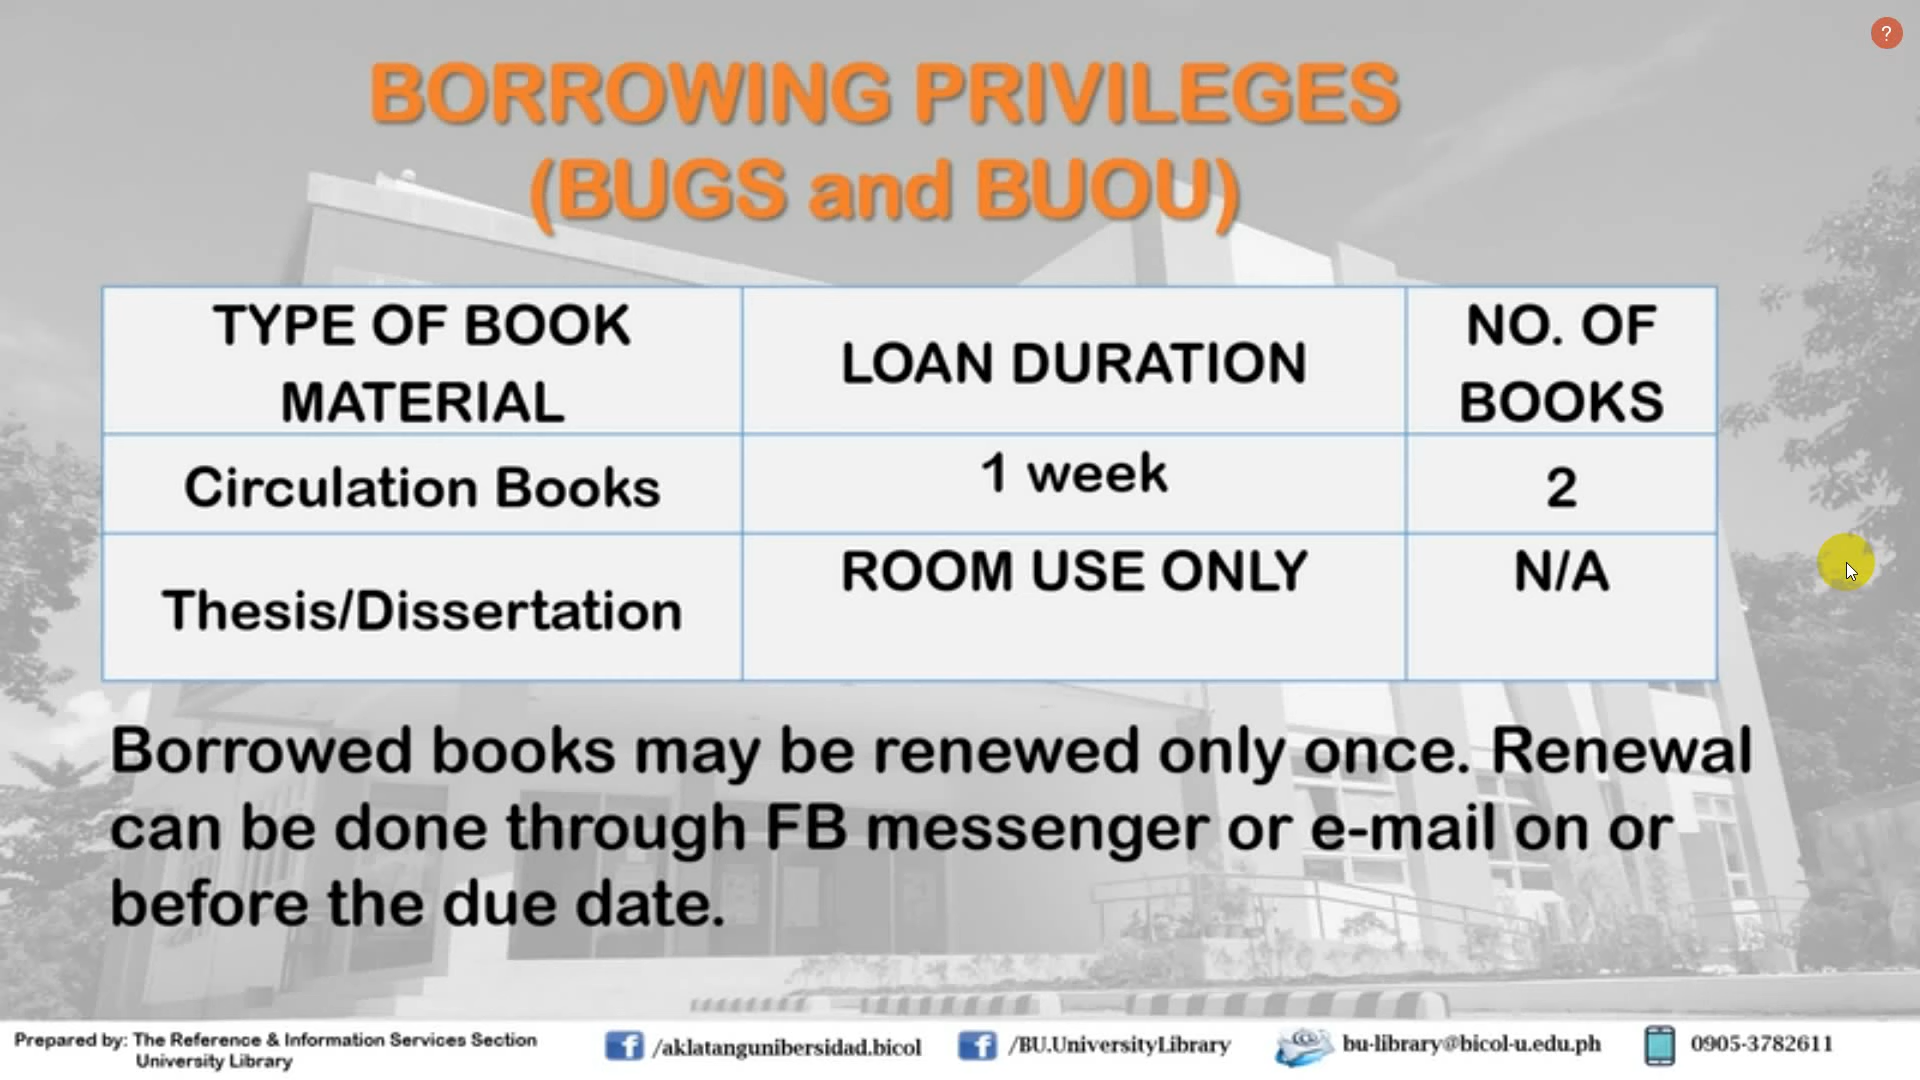 ?
BORROWING PRIVILEGES
(BUGS and BUOU)
TYPE OF BOOK
MATERIAL
LOAN DURATION
NO. OF
BOOKS
Circulation Books
1 week
2
Thesis/Dissertation
ROOM USE ONLY
N/A
Borrowed books may be renewed only once. Renewal
can be done through FB messenger or e-mail on or
before the due date.
Prepared by: The Reference & Information Services Section
University Library
/aklatangunibersidad.bicol
/BU.UniversityLibrary
bu-library@bicol-u.edu.ph
0905-3782611